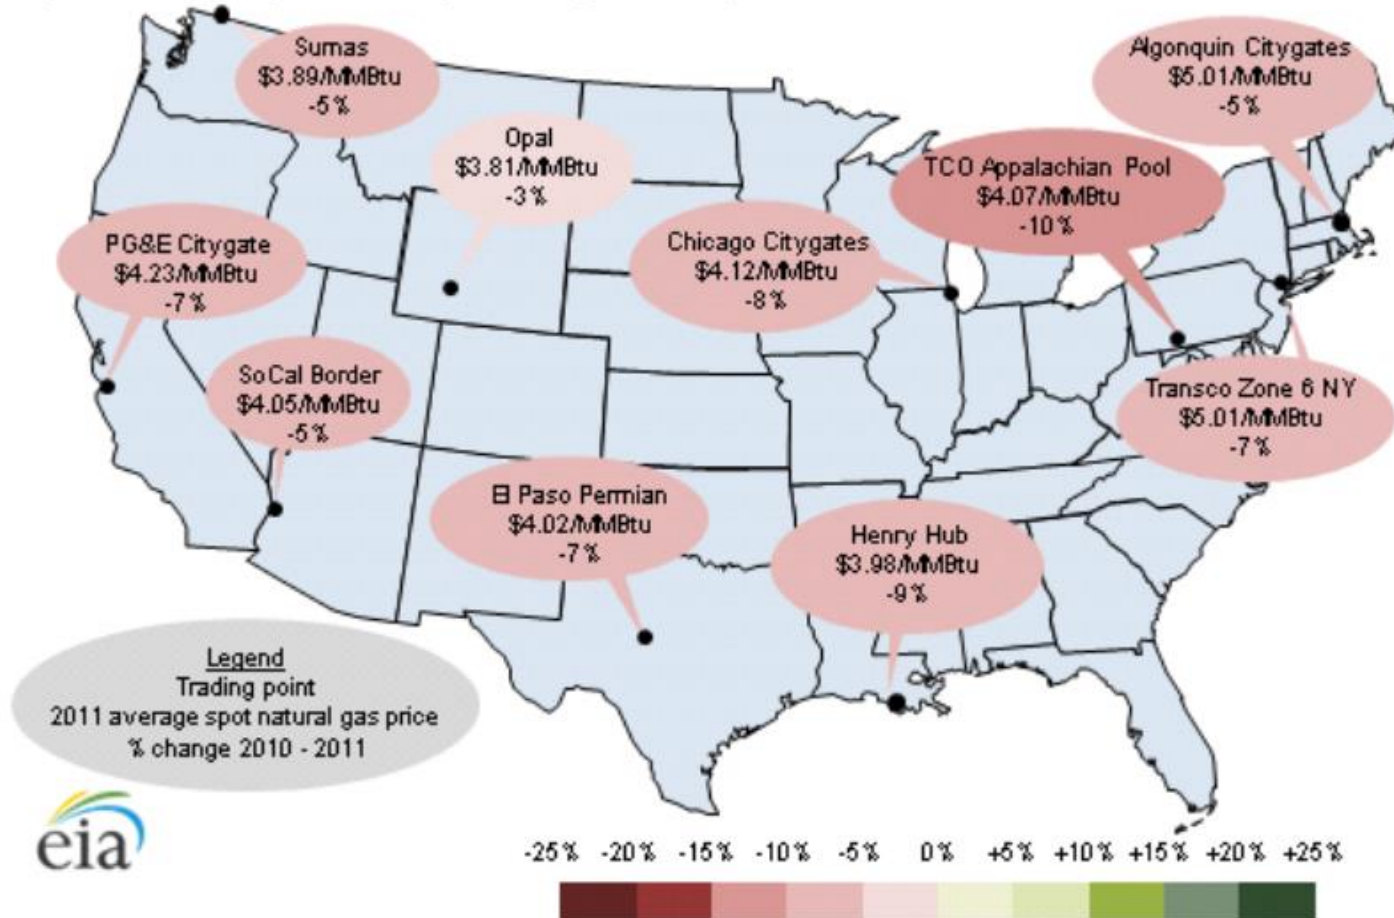 Sumas
$3.89/MMBtu
-5%
Algonquin Citygates
$5.01/MMBtu
-5%
Opal
$3.81/MMBtu
-3%
TCO Appalachian Pool
$4.07/MMBtu
-10%
PG&E Citygate
$4.23/MMBtu
-7%
Chicago Citygates
$4.12/MMBtu
-8%
SoCal Border
$4.05/MMBtu
-5%
Transco Zone 6 NY
$5.01/MMBtu
-7%
El Paso Permian
$4.02/MMBtu
-7%
Henry Hub
$3.98/MMBtu
-9%
Legend
Trading point
2011 average spot natural gas price
% change 2010 - 2011
eia
-25% -20% -15% -10% -5% 0% +5% +10% +15% +20% +25%